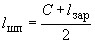 l_шп = (C + l_зар) / 2